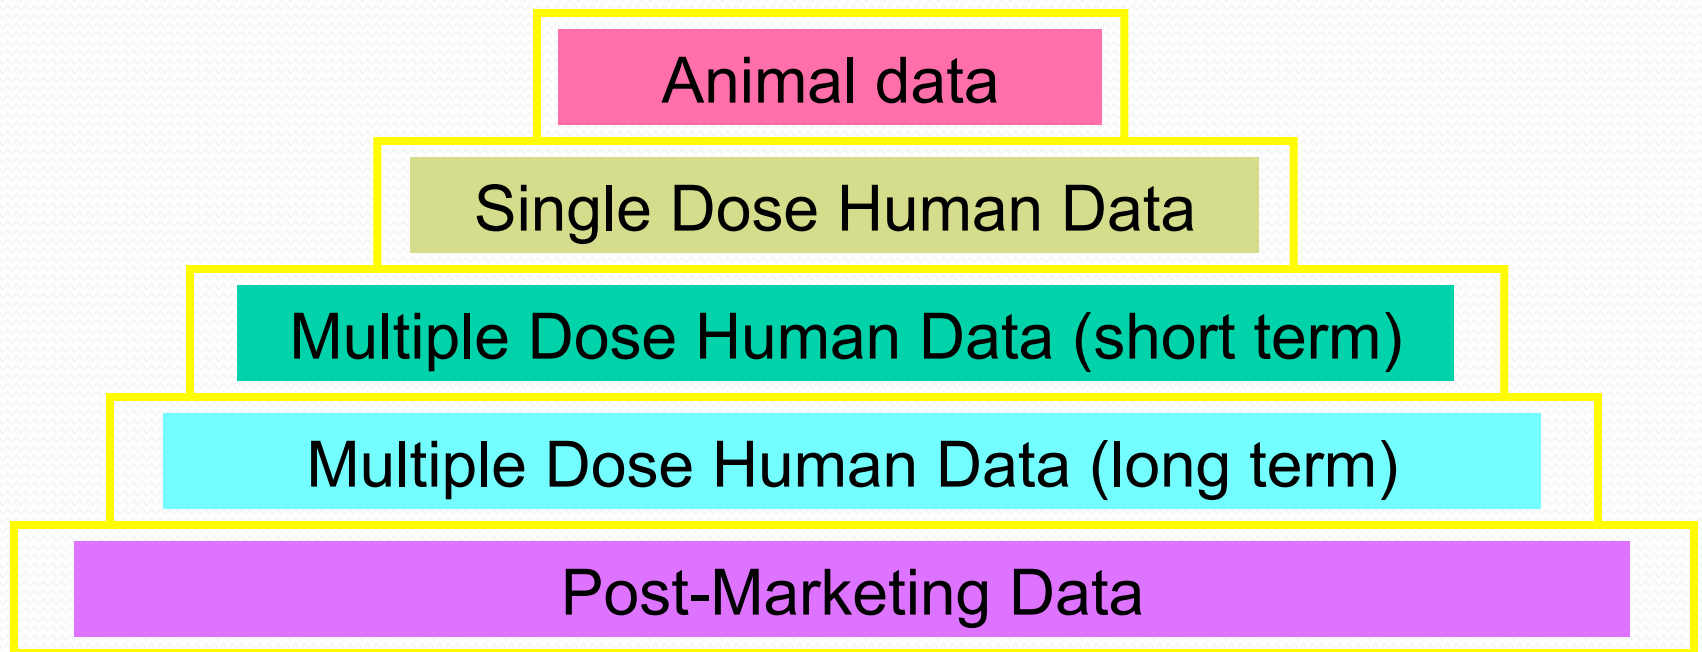 Animal data
Single Dose Human Data
Multiple Dose Human Data (short term)
Multiple Dose Human Data (long term)
Post-Marketing Data